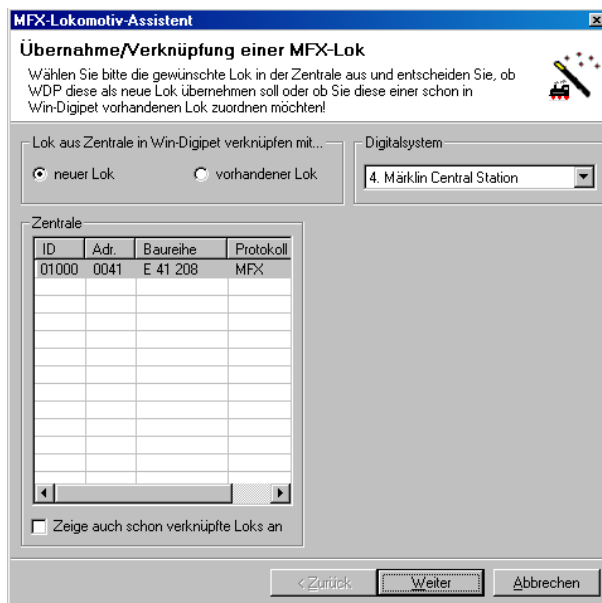 MFX-Lokomotiv-Assistent
Übernahme/Verknüpfung einer MFX-Lok
Wählen Sie bitte die gewünschte Lok in der Zentrale aus und entscheiden Sie, ob
WDP diese als neue Lok übernehmen soll oder ob Sie diese einer schon in
Win-Digipet vorhandenen Lok zuordnen möchten!
Lok aus Zentrale in Win-Digipet verknüpfen mit...
neuer Lok vorhandener Lok
Digitalsystem
4. Märklin Central Station
Zentrale
ID Adr. Baureihe Protokoll
01000 0041 E 41 208 MFX
Zeige auch schon verknüpfte Loks an
< Zurück Weiter Abbrechen